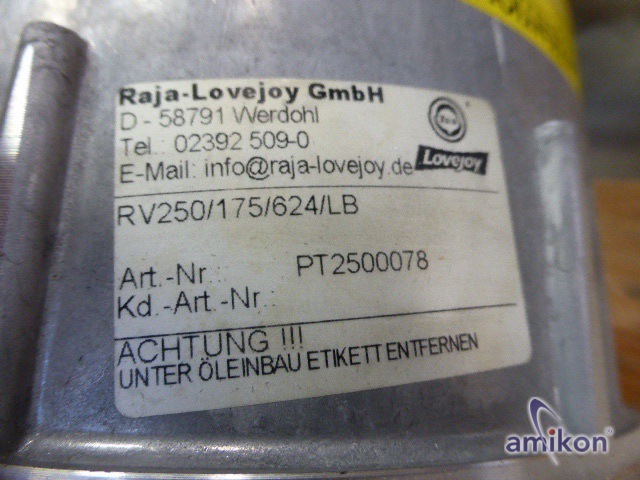 Raja-Lovejoy GmbH
D - 58791 Werdohl
Tel.: 02392 509-0
E-Mail: info@raja-lovejoy.de
Lovejoy
RV250/175/624/LB
Art.-Nr.: PT2500078
Kd.-Art.-Nr.:
ACHTUNG !!!
UNTER ÖLEINBAU ETIKETT ENTFERNEN
amikon